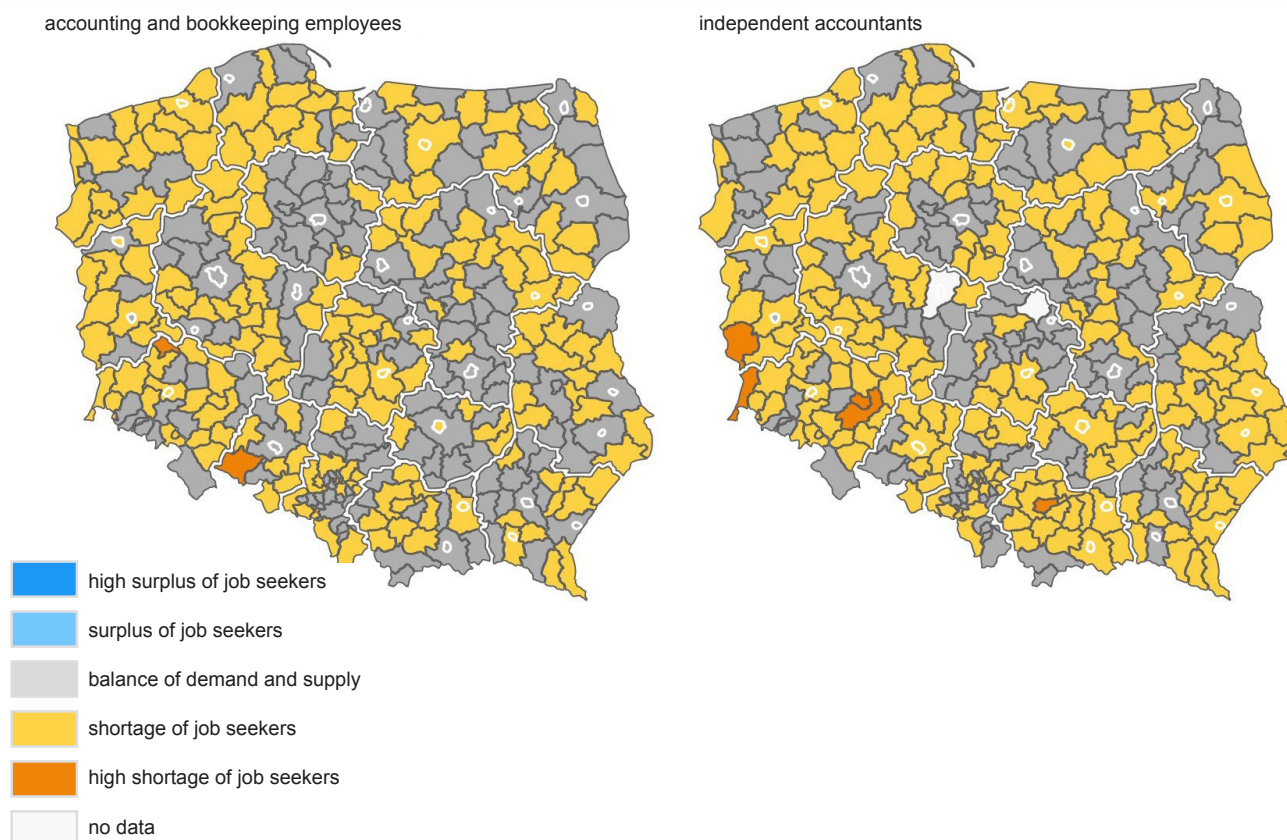 accounting and bookkeeping employees
independent accountants
high surplus of job seekers
surplus of job seekers
balance of demand and supply
shortage of job seekers
high shortage of job seekers
no data